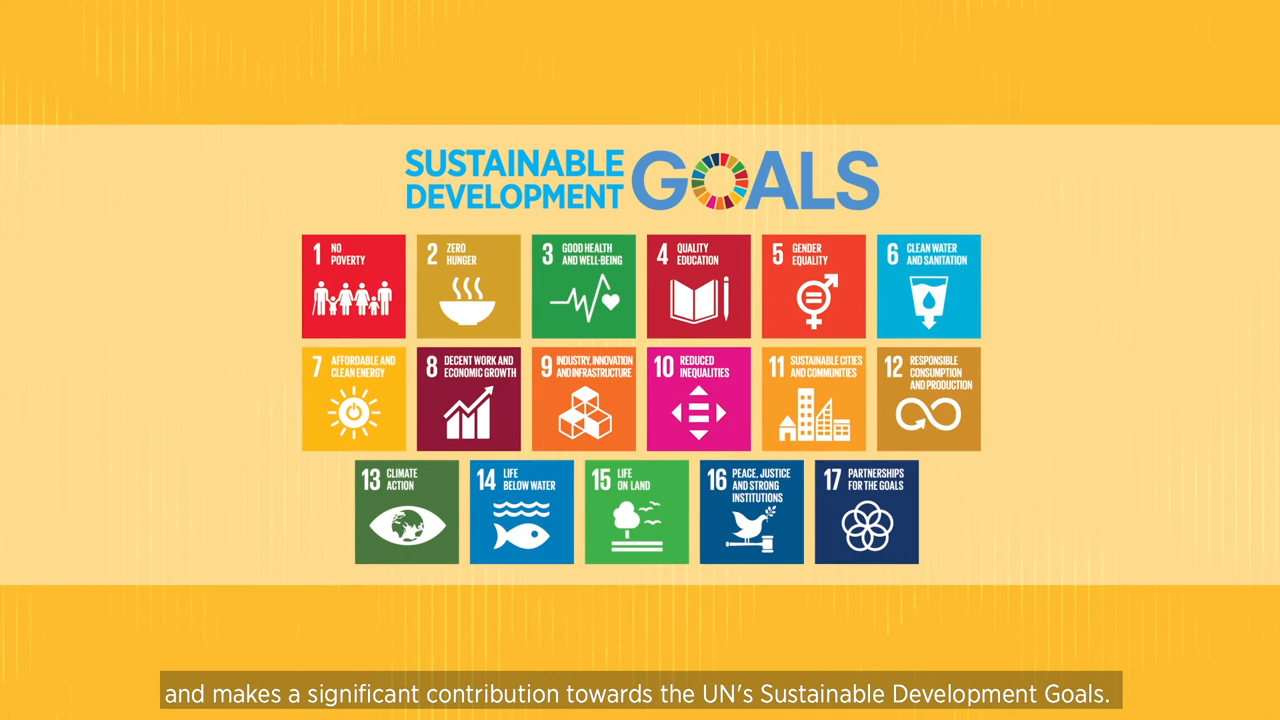 SUSTAINABLE
DEVELOPMENT
GOALS
1 NO
POVERTY
2 ZERO
HUNGER
3 GOOD HEALTH
AND WELL-BEING
4 QUALITY
EDUCATION
5 GENDER
EQUALITY
6 CLEAN WATER
AND SANITATION
7 AFFORDABLE AND
CLEAN ENERGY
8 DECENT WORK AND
ECONOMIC GROWTH
9 INDUSTRY, INNOVATION
AND INFRASTRUCTURE
10 REDUCED
INEQUALITIES
11 SUSTAINABLE CITIES
AND COMMUNITIES
12 RESPONSIBLE
CONSUMPTION
AND PRODUCTION
13 CLIMATE
ACTION
14 LIFE
BELOW WATER
15 LIFE
ON LAND
16 PEACE, JUSTICE
AND STRONG
INSTITUTIONS
17 PARTNERSHIPS
FOR THE GOALS
and makes a significant contribution towards the UN's Sustainable Development Goals.